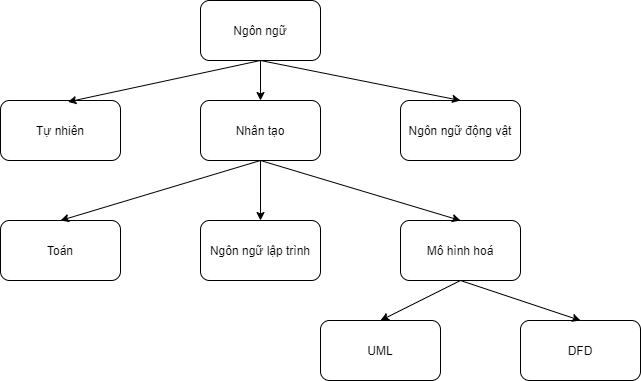 Ngôn ngữ
Tự nhiên
Nhân tạo
Ngôn ngữ động vật
Toán
Ngôn ngữ lập trình
Mô hình hoá
UML
DFD